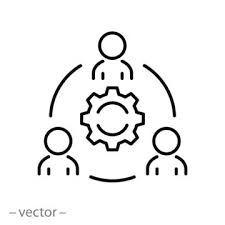 – vector –